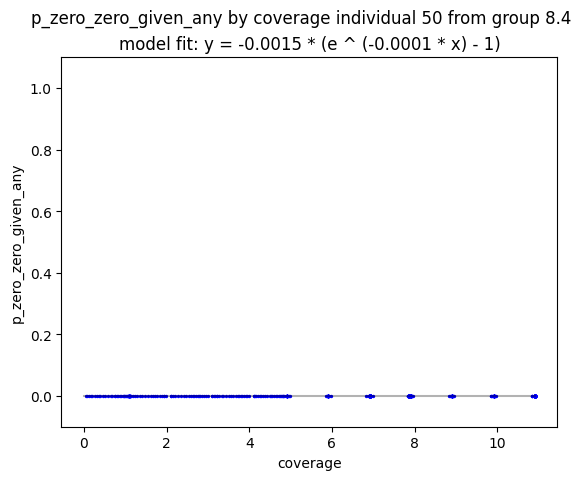 p_zero_zero_given_any by coverage individual 50 from group 8.4
model fit: y = -0.0015 * (e ^ (-0.0001 * x) - 1)
1.0
0.8
0.6
0.4
0.2
0.0
p_zero_zero_given_any
0 2 4 6 8 10
coverage